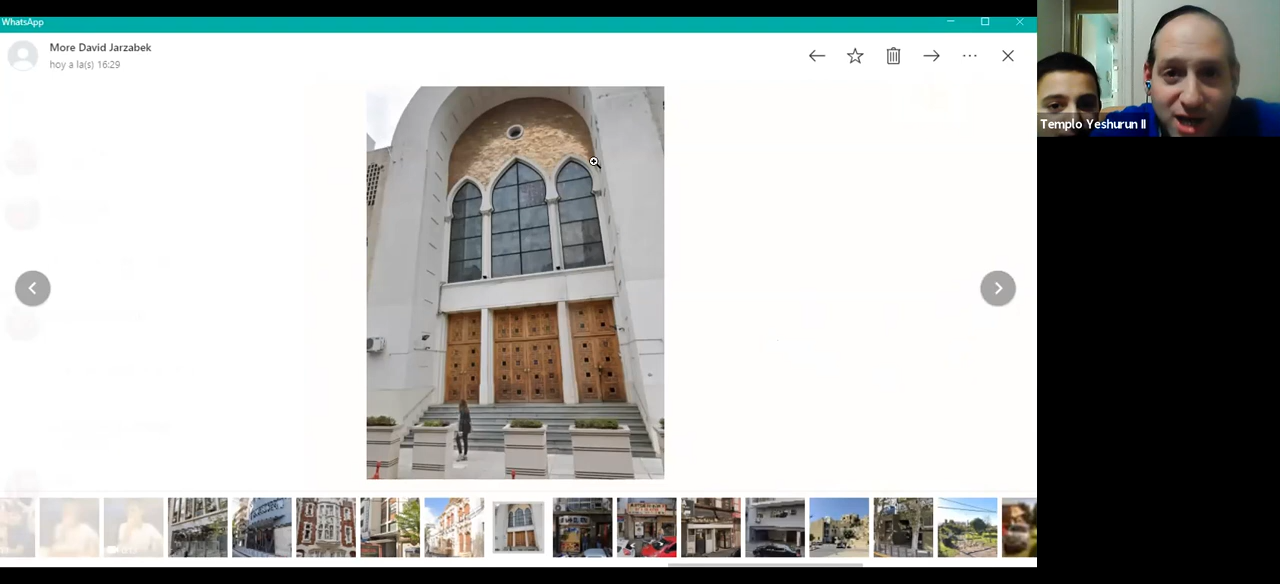 WhatsApp
More David Jarzabek
hoy a la(s) 16:29
Templo Yeshurun II